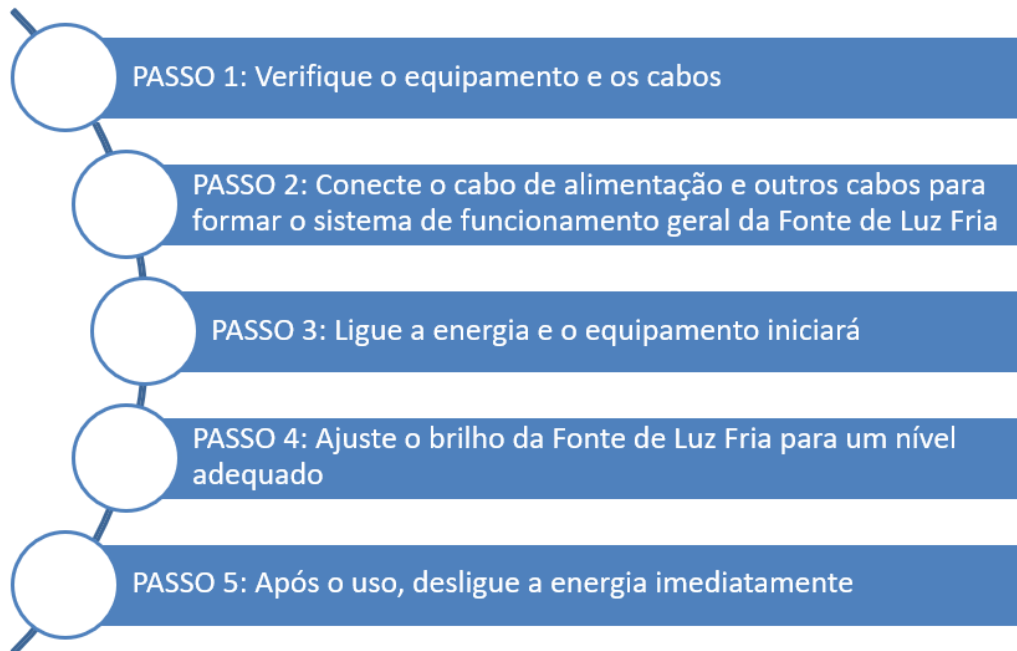 PASSO 1: Verifique o equipamento e os cabos
PASSO 2: Conecte o cabo de alimentação e outros cabos para
formar o sistema de funcionamento geral da Fonte de Luz Fria
PASSO 3: Ligue a energia e o equipamento iniciará
PASSO 4: Ajuste o brilho da Fonte de Luz Fria para um nível
adequado
PASSO 5: Após o uso, desligue a energia imediatamente